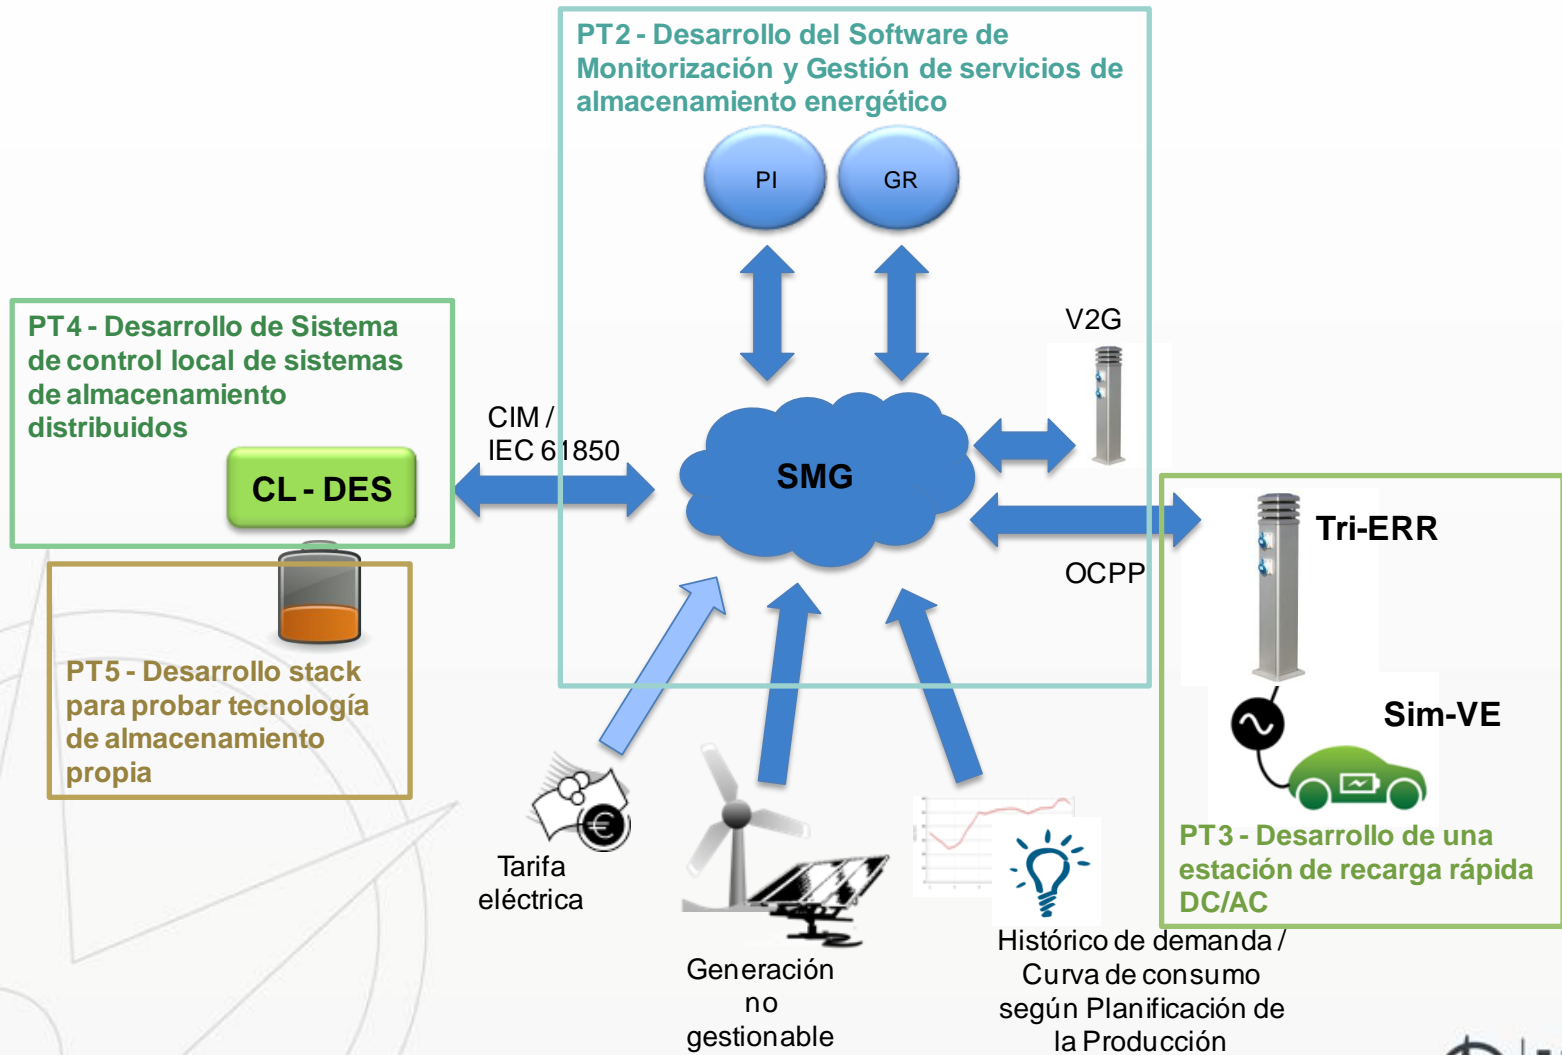 PT2 - Desarrollo del Software de
Monitorización y Gestión de servicios de
almacenamiento energético
PI
GR
PT4 - Desarrollo de Sistema
de control local de sistemas
de almacenamiento
distribuidos
CL - DES
CIM /
IEC 61850
SMG
V2G
OCPP
Tri-ERR
Sim-VE
PT3 - Desarrollo de una
estación de recarga rápida
DC/AC
PT5 - Desarrollo stack
para probar tecnología
de almacenamiento
propia
€
Tarifa
eléctrica
Generación
no
gestionable
Histórico de demanda /
Curva de consumo
según Planificación de
la Producción